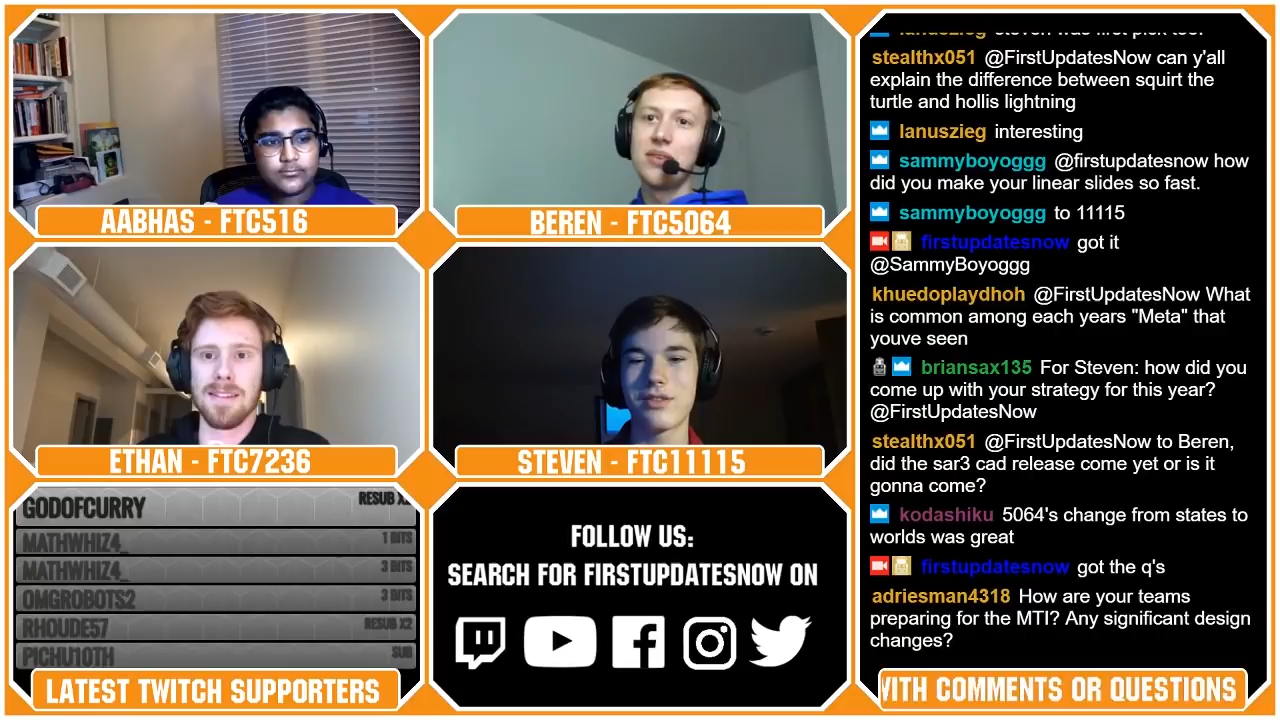 AABHAS - FTC516
BEREN - FTC5064
ETHAN - FTC7236
STEVEN - FTC11115
GODOFCURRY RESUB X
MATHWHIZ4_ 1 BITS
MATHWHIZ4_ 3 BITS
OMGROBOTS2 3 BITS
RHOUDE57 RESUB X2
PICHU10TH SUB
LATEST TWITCH SUPPORTERS
FOLLOW US:
SEARCH FOR FIRSTUPDATESNOW ON
lanuszieg steven was first pick too!
stealthx051 @FirstUpdatesNow can y'all
explain the difference between squirt the
turtle and hollis lightning
lanuszieg interesting
sammyboyoggg @firstupdatesnow how
did you make your linear slides so fast.
sammyboyoggg to 11115
firstupdatesnow got it
@SammyBoyoggg
khuedoplaydhoh @FirstUpdatesNow What
is common among each years "Meta" that
youve seen
briansax135 For Steven: how did you
come up with your strategy for this year?
@FirstUpdatesNow
stealthx051 @FirstUpdatesNow to Beren,
did the sar3 cad release come yet or is it
gonna come?
kodashiku 5064's change from states to
worlds was great
firstupdatesnow got the q's
adriesman4318 How are your teams
preparing for the MTI? Any significant design
changes?
WITH COMMENTS OR QUESTIONS